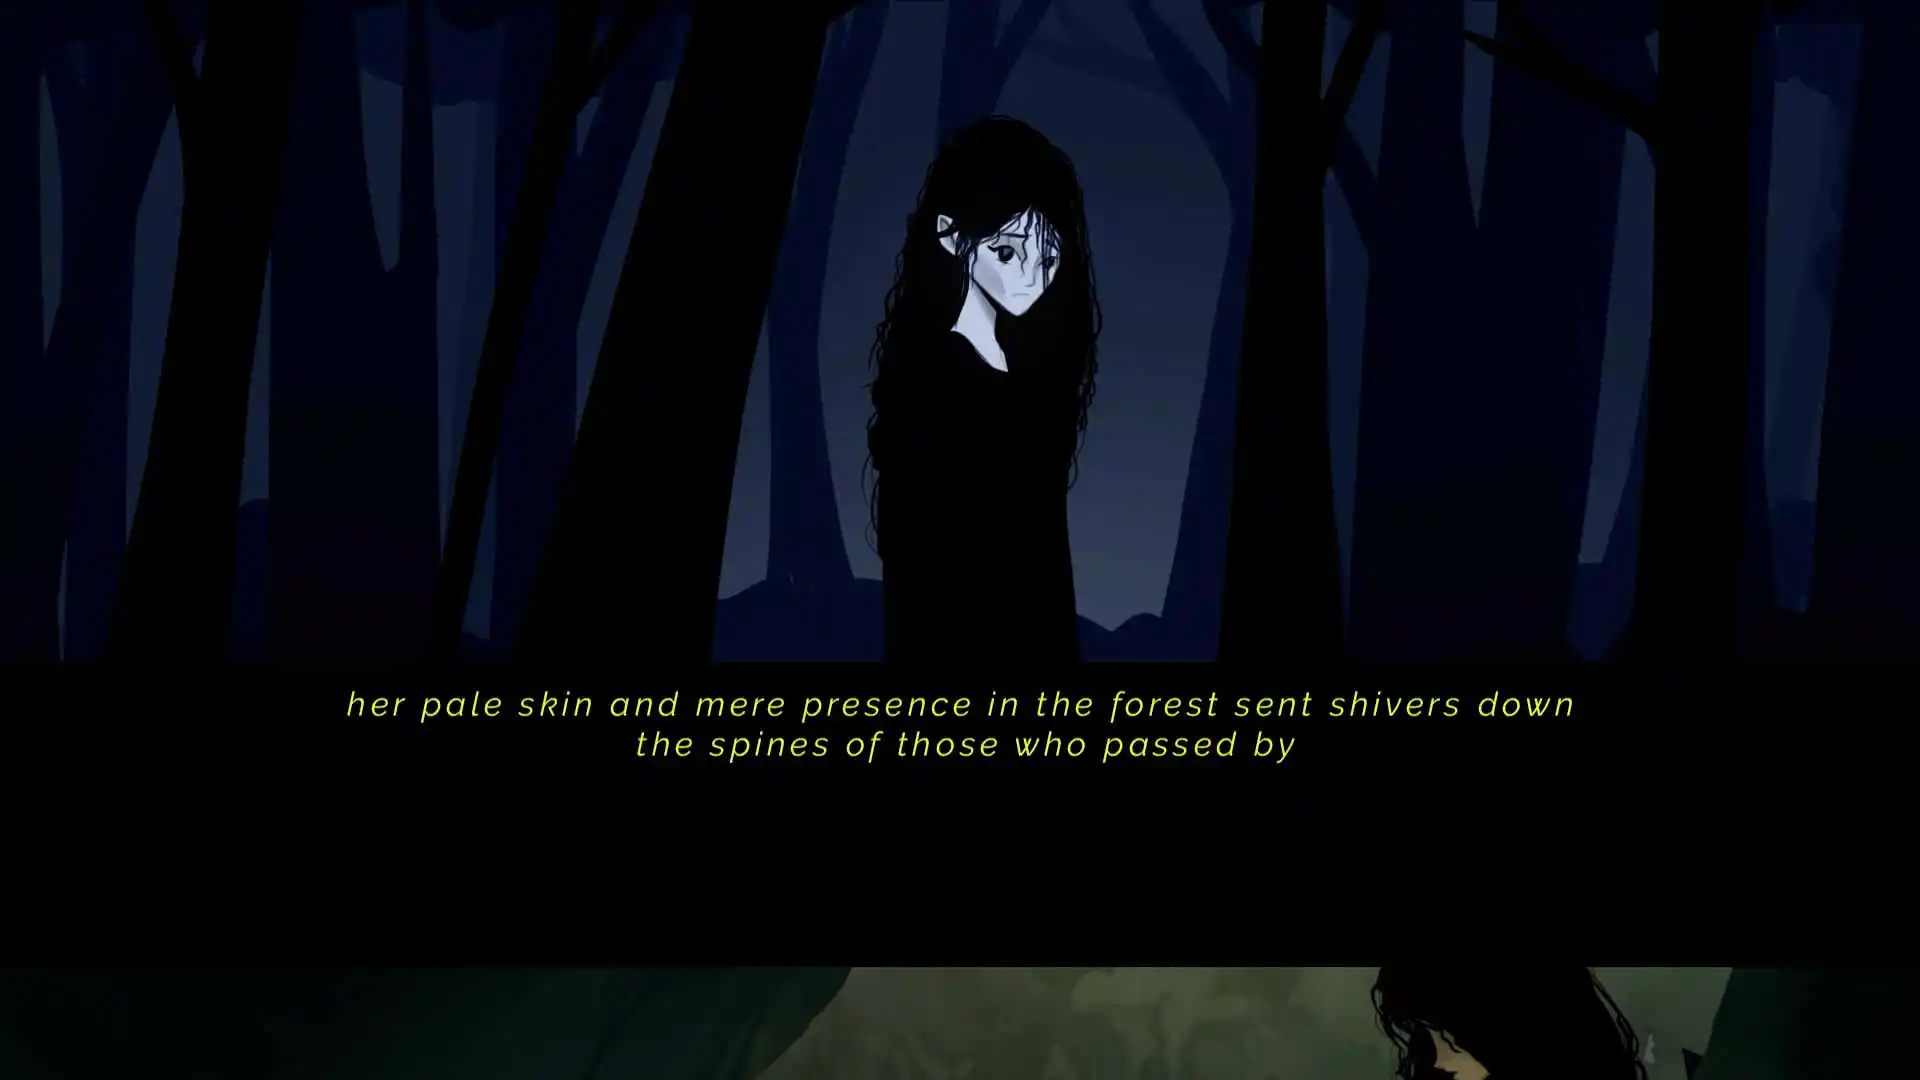 her pale skin and mere presence in the forest sent shivers down
the spines of those who passed by